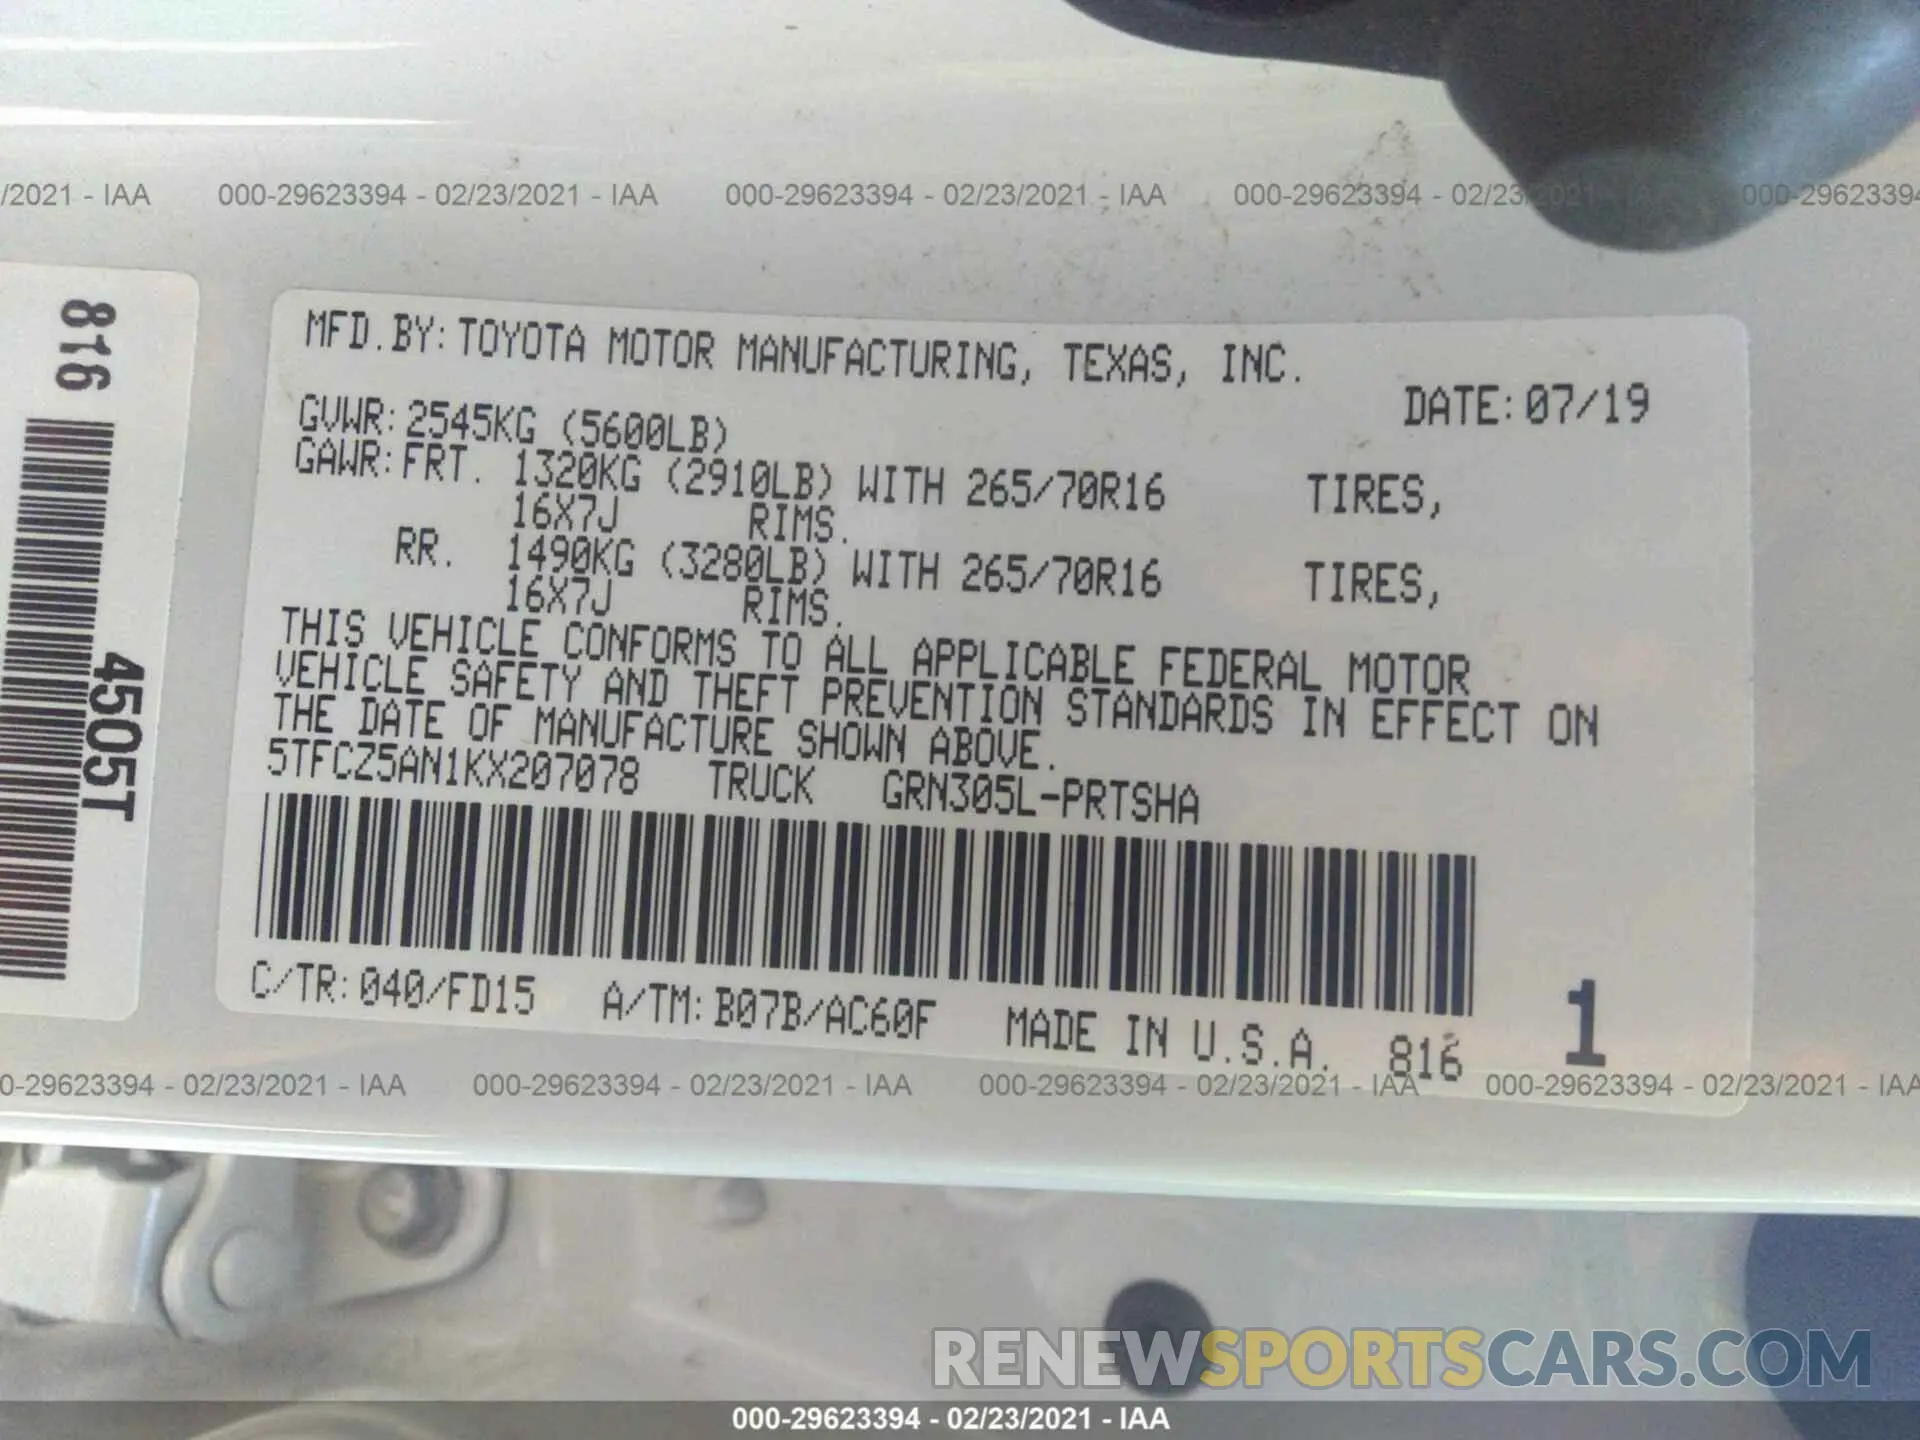 /2021 - IAA 000-29623394 - 02/23/2021 - IAA 000-29623394 - 02/23/2021 - IAA 000-29623394 - 02/23/2021 - IA 000-29623394
816
4505T
MFD.BY:TOYOTA MOTOR MANUFACTURING, TEXAS, INC.
DATE:07/19
GVWR:2545KG (5600LB)
GAWR:FRT. 1320KG (2910LB) WITH 265/70R16 TIRES,
16X7J RIMS.
RR. 1490KG (3280LB) WITH 265/70R16 TIRES,
16X7J RIMS.
THIS VEHICLE CONFORMS TO ALL APPLICABLE FEDERAL MOTOR
VEHICLE SAFETY AND THEFT PREVENTION STANDARDS IN EFFECT ON
THE DATE OF MANUFACTURE SHOWN ABOVE.
5TFCZ5AN1KX207078 TRUCK GRN305L-PRTSHA
C/TR:040/FD15 A/TM:B07B/AC60F MADE IN U.S.A. 816 1
0-29623394 - 02/23/2021 - IAA 000-29623394 - 02/23/2021 - IAA 000-29623394 - 02/23/2021 - IAA 000-29623394 - 02/23/2021 - IAA
RENEWSPORTSCARS.COM
000-29623394 - 02/23/2021 - IAA